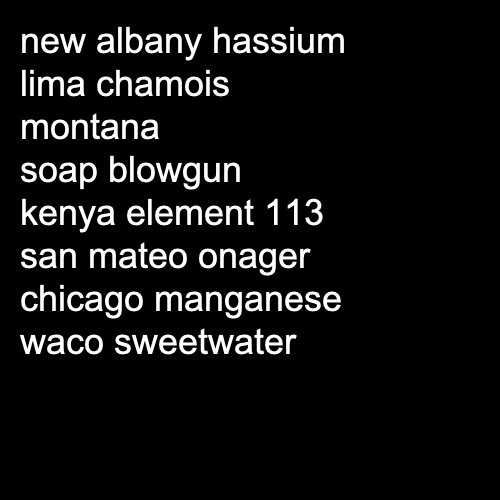 new albany hassium
lima chamois
montana
soap blowgun
kenya element 113
san mateo onager
chicago manganese
waco sweetwater